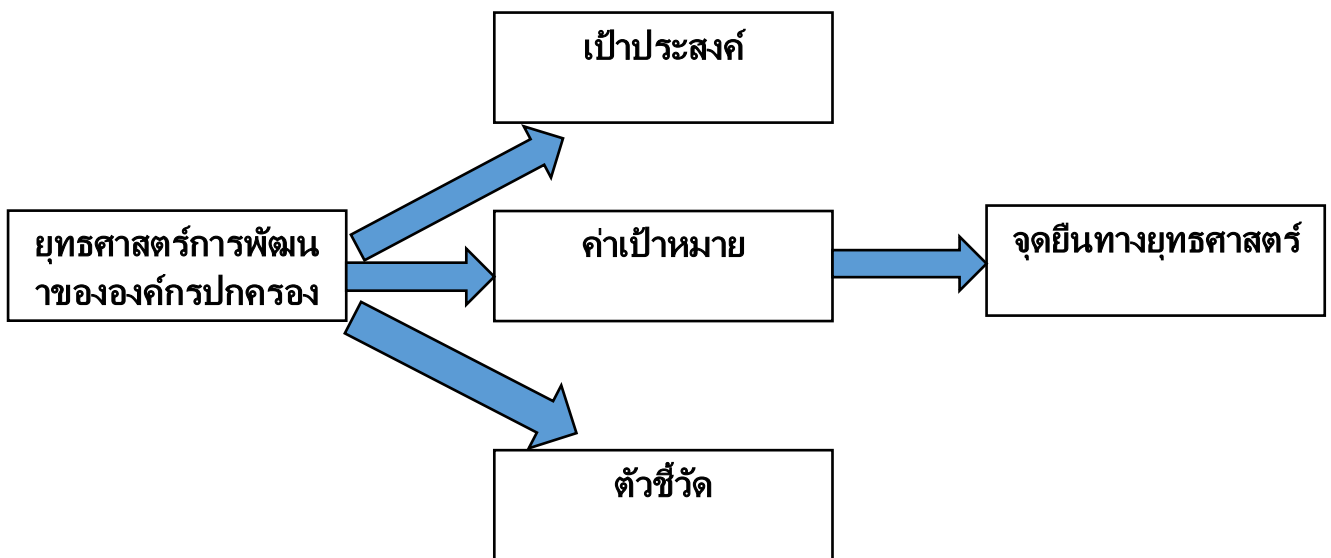 เป้าประสงค์
ยุทธศาสตร์การพัฒน
าขององค์กรปกครอง
ค่าเป้าหมาย
จุดยืนทางยุทธศาสตร์
ตัวชี้วัด